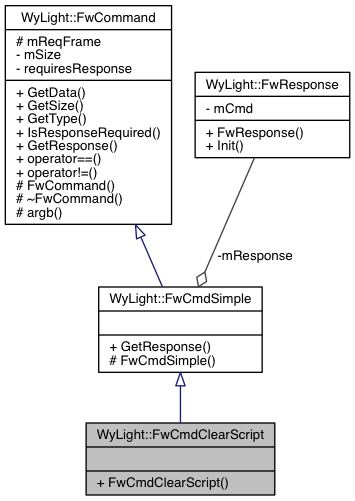 WyLight::FwCommand
# mReqFrame
- mSize
- requiresResponse
+ GetData()
+ GetSize()
+ GetType()
+ IsResponseRequired()
+ GetResponse()
+ operator==()
+ operator!=()
# FwCommand()
# ~FwCommand()
# argb()
WyLight::FwResponse
- mCmd
+ FwResponse()
+ Init()
-mResponse
WyLight::FwCmdSimple
+ GetResponse()
# FwCmdSimple()
WyLight::FwCmdClearScript
+ FwCmdClearScript()